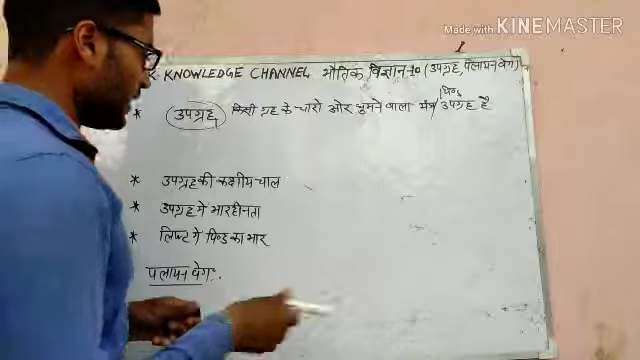 Made with KINEMASTER
K KNOWLEDGE CHANNEL भौतिक विज्ञान-10 (उपग्रह, पलायन वेग)
* उपग्रह किसी ग्रह के चारो ओर घुमने वाला पिण्ड उपग्रह है
* उपग्रह की कक्षीय चाल
* उपग्रह मे भारहीनता
* लिफ्ट मे पिन्ड का भार
पलायन वेग: